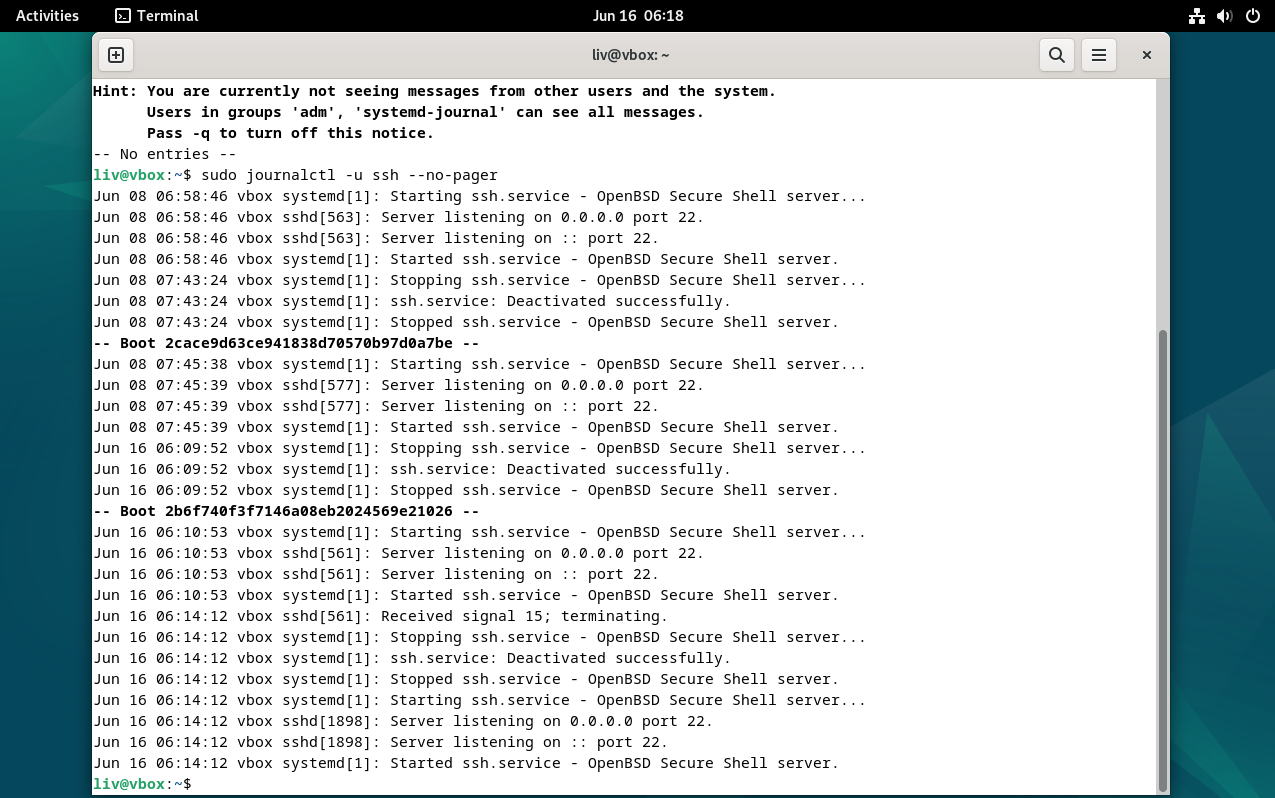 Activities Terminal Jun 16 06:18
liv@vbox: ~
Hint: You are currently not seeing messages from other users and the system.
      Users in groups 'adm', 'systemd-journal' can see all messages.
      Pass -q to turn off this notice.
-- No entries --
liv@vbox:~$ sudo journalctl -u ssh --no-pager
Jun 08 06:58:46 vbox systemd[1]: Starting ssh.service - OpenBSD Secure Shell server...
Jun 08 06:58:46 vbox sshd[563]: Server listening on 0.0.0.0 port 22.
Jun 08 06:58:46 vbox sshd[563]: Server listening on :: port 22.
Jun 08 06:58:46 vbox systemd[1]: Started ssh.service - OpenBSD Secure Shell server.
Jun 08 07:43:24 vbox systemd[1]: Stopping ssh.service - OpenBSD Secure Shell server...
Jun 08 07:43:24 vbox systemd[1]: ssh.service: Deactivated successfully.
Jun 08 07:43:24 vbox systemd[1]: Stopped ssh.service - OpenBSD Secure Shell server.
-- Boot 2cace9d63ce941838d70570b97d0a7be --
Jun 08 07:45:38 vbox systemd[1]: Starting ssh.service - OpenBSD Secure Shell server...
Jun 08 07:45:39 vbox sshd[577]: Server listening on 0.0.0.0 port 22.
Jun 08 07:45:39 vbox sshd[577]: Server listening on :: port 22.
Jun 08 07:45:39 vbox systemd[1]: Started ssh.service - OpenBSD Secure Shell server.
Jun 16 06:09:52 vbox systemd[1]: Stopping ssh.service - OpenBSD Secure Shell server...
Jun 16 06:09:52 vbox systemd[1]: ssh.service: Deactivated successfully.
Jun 16 06:09:52 vbox systemd[1]: Stopped ssh.service - OpenBSD Secure Shell server.
-- Boot 2b6f740f3f7146a08eb2024569e21026 --
Jun 16 06:10:53 vbox systemd[1]: Starting ssh.service - OpenBSD Secure Shell server...
Jun 16 06:10:53 vbox sshd[561]: Server listening on 0.0.0.0 port 22.
Jun 16 06:10:53 vbox sshd[561]: Server listening on :: port 22.
Jun 16 06:10:53 vbox systemd[1]: Started ssh.service - OpenBSD Secure Shell server.
Jun 16 06:14:12 vbox sshd[561]: Received signal 15; terminating.
Jun 16 06:14:12 vbox systemd[1]: Stopping ssh.service - OpenBSD Secure Shell server...
Jun 16 06:14:12 vbox systemd[1]: ssh.service: Deactivated successfully.
Jun 16 06:14:12 vbox systemd[1]: Stopped ssh.service - OpenBSD Secure Shell server.
Jun 16 06:14:12 vbox systemd[1]: Starting ssh.service - OpenBSD Secure Shell server...
Jun 16 06:14:12 vbox sshd[1898]: Server listening on 0.0.0.0 port 22.
Jun 16 06:14:12 vbox sshd[1898]: Server listening on :: port 22.
Jun 16 06:14:12 vbox systemd[1]: Started ssh.service - OpenBSD Secure Shell server.
liv@vbox:~$